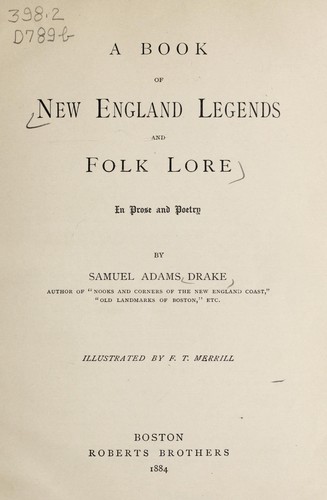 398.2
D789b
A BOOK
OF
NEW ENGLAND LEGENDS
AND
FOLK LORE
In Prose and Poetry
BY
SAMUEL ADAMS DRAKE
AUTHOR OF "NOOKS AND CORNERS OF THE NEW ENGLAND COAST,"
"OLD LANDMARKS OF BOSTON," ETC.
ILLUSTRATED BY F. T. MERRILL
BOSTON
ROBERTS BROTHERS
1884